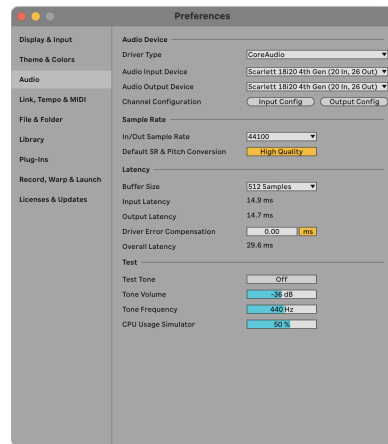 Preferences
Display & Input
Theme & Colors
Audio
Link, Tempo & MIDI
File & Folder
Library
Plug-Ins
Record, Warp & Launch
Licenses & Updates
Audio Device
Driver Type CoreAudio
Audio Input Device Scarlett 18i20 4th Gen (20 In, 26 Out)
Audio Output Device Scarlett 18i20 4th Gen (20 In, 26 Out)
Channel Configuration Input Config Output Config
Sample Rate
In/Out Sample Rate 44100
Default SR & Pitch Conversion High Quality
Latency
Buffer Size 512 Samples
Input Latency 14.9 ms
Output Latency 14.7 ms
Driver Error Compensation 0.00 ms
Overall Latency 29.6 ms
Test
Test Tone Off
Tone Volume -36 dB
Tone Frequency 440 Hz
CPU Usage Simulator 50 %